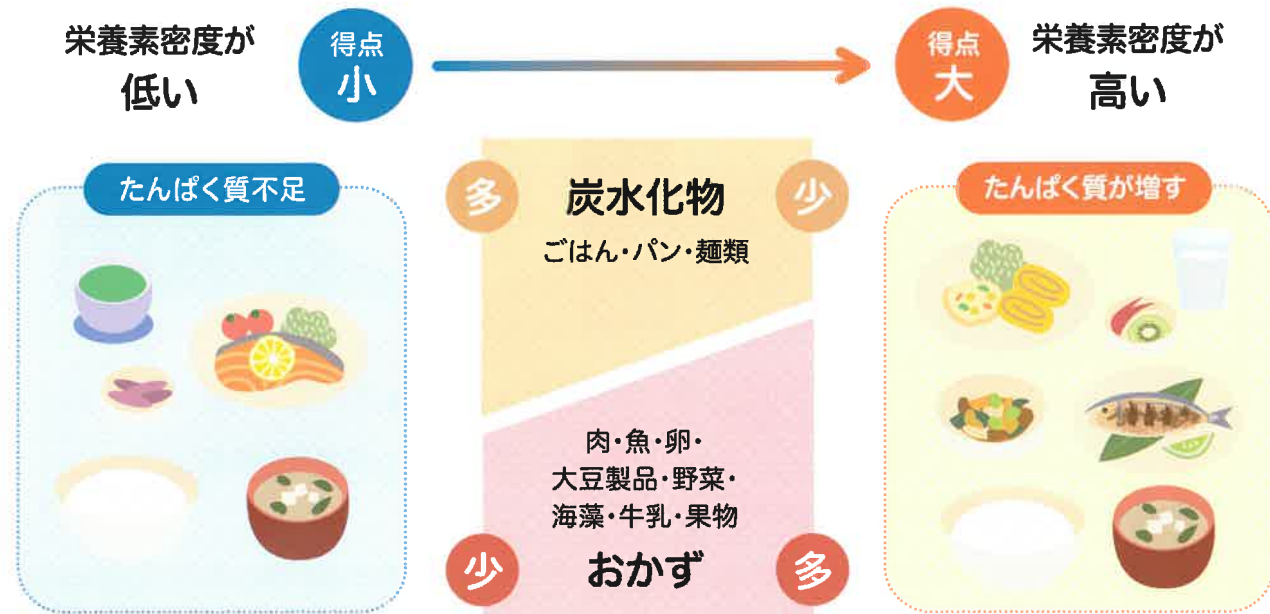 栄養素密度が
低い
得点
小
得点
大
栄養素密度が
高い
たんぱく質不足
多
炭水化物
少
ごはん・パン・麺類
肉・魚・卵・
大豆製品・野菜・
海藻・牛乳・果物
少
おかず
多
たんぱく質が増す